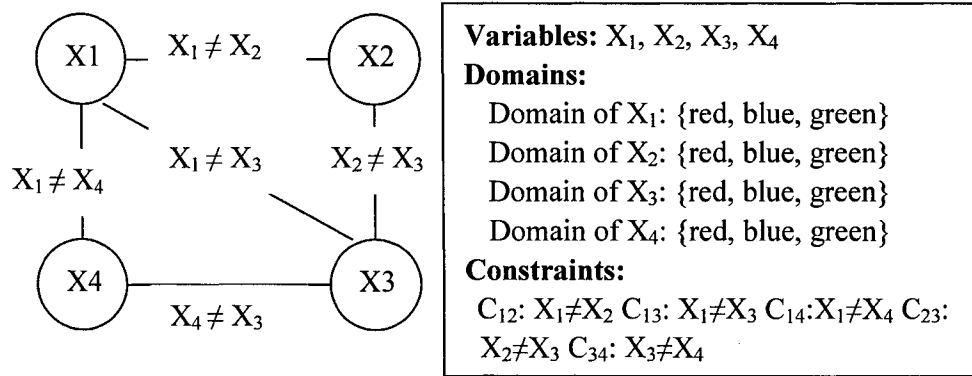 X1
X₁ ≠ X₂
X2
X₁ ≠ X₃
X₂ ≠ X₃
X₁ ≠ X₄
X4
X₄ ≠ X₃
X3
Variables: X₁, X₂, X₃, X₄
Domains:
Domain of X₁: {red, blue, green}
Domain of X₂: {red, blue, green}
Domain of X₃: {red, blue, green}
Domain of X₄: {red, blue, green}
Constraints:
C₁₂: X₁≠X₂ C₁₃: X₁≠X₃ C₁₄:X₁≠X₄ C₂₃:
X₂≠X₃ C₃₄: X₃≠X₄